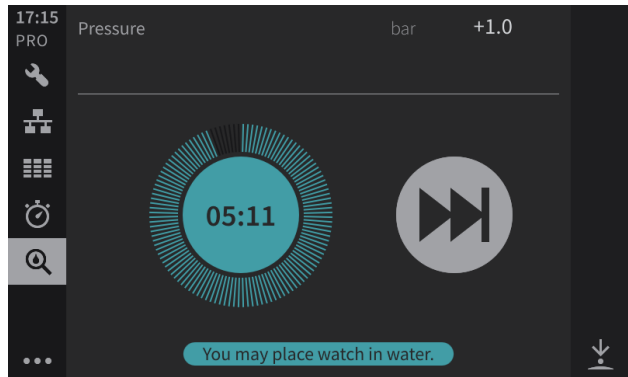 17:15
PRO
Pressure bar +1.0
05:11
You may place watch in water.